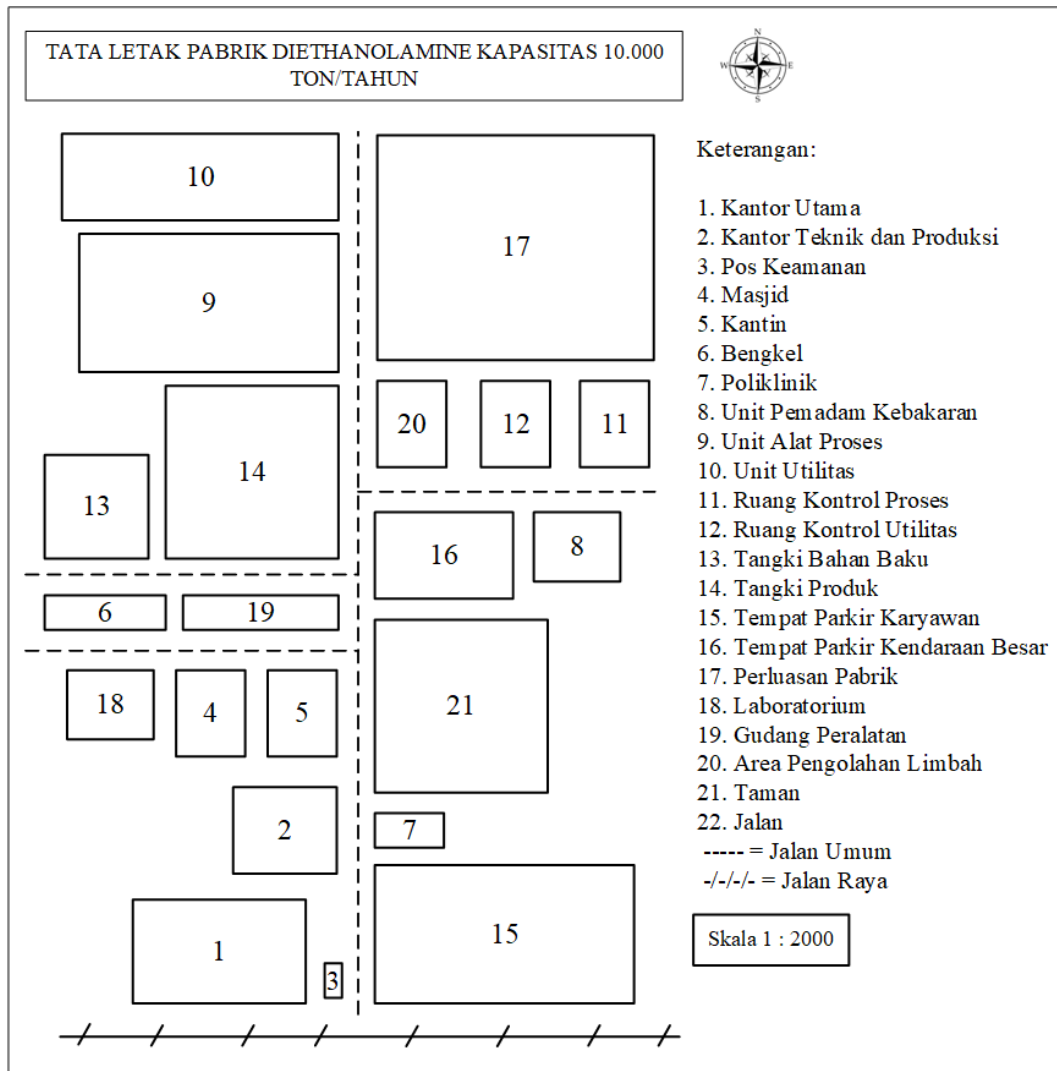 TATA LETAK PABRIK DIETHANOLAMINE KAPASITAS 10.000
TON/TAHUN
N
W
E
S
Keterangan:
1. Kantor Utama
2. Kantor Teknik dan Produksi
3. Pos Keamanan
4. Masjid
5. Kantin
6. Bengkel
7. Poliklinik
8. Unit Pemadam Kebakaran
9. Unit Alat Proses
10. Unit Utilitas
11. Ruang Kontrol Proses
12. Ruang Kontrol Utilitas
13. Tangki Bahan Baku
14. Tangki Produk
15. Tempat Parkir Karyawan
16. Tempat Parkir Kendaraan Besar
17. Perluasan Pabrik
18. Laboratorium
19. Gudang Peralatan
20. Area Pengolahan Limbah
21. Taman
22. Jalan
----- = Jalan Umum
-/-/-/- = Jalan Raya
Skala 1 : 2000
10
17
9
20
12
11
14
13
16
8
6
19
18
4
5
21
2
7
1
3
15